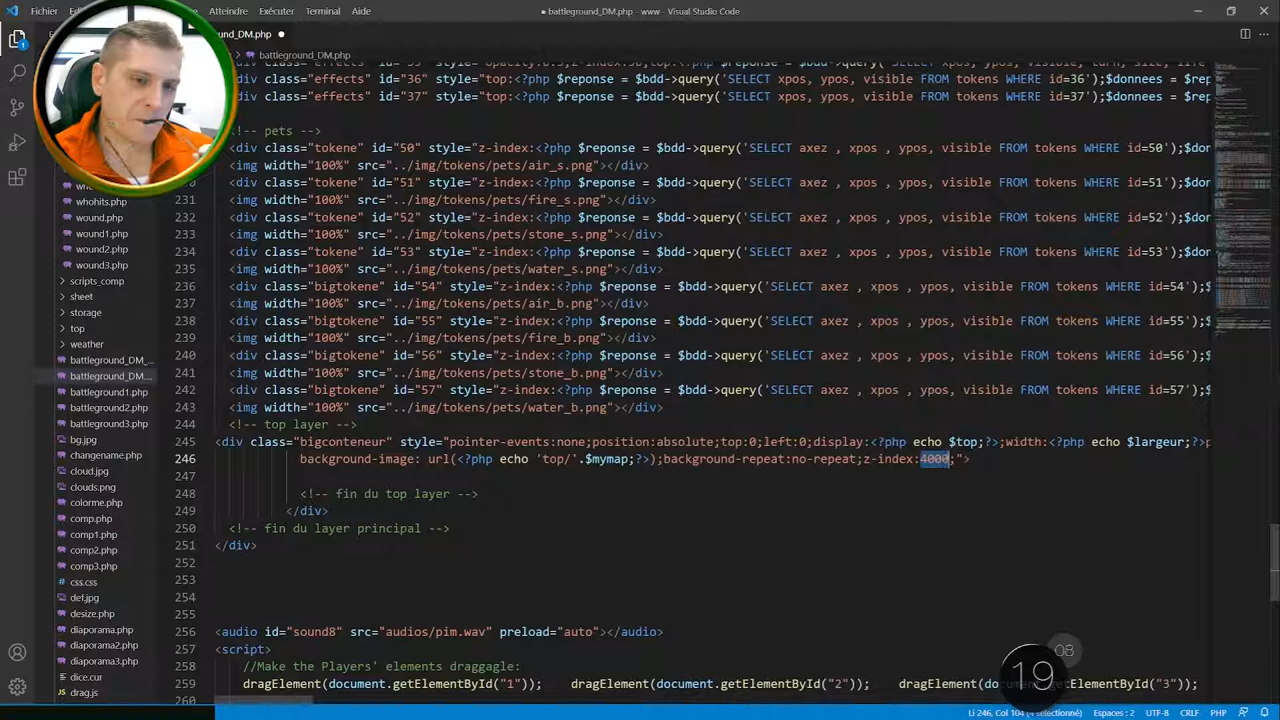 Fichier
Atteindre Exécuter Terminal Aide
● battleground_DM.php - www - Visual Studio Code
nd_DM.php ●
battleground_DM.php
div class="effects" id="36" style="top:<?php $reponse = $bdd->query('SELECT xpos, ypos, visible FROM tokens WHERE id=36');$donnees = $rep
div class="effects" id="37" style="top:<?php $reponse = $bdd->query('SELECT xpos, ypos, visible FROM tokens WHERE id=37');$donnees = $rep
<!-- pets -->
<div class="tokene" id="50" style="z-index:<?php $reponse = $bdd->query('SELECT axez , xpos , ypos, visible FROM tokens WHERE id=50');$don
<img width="100%" src="../img/tokens/pets/air_s.png"></div>
<div class="tokene" id="51" style="z-index:<?php $reponse = $bdd->query('SELECT axez , xpos , ypos, visible FROM tokens WHERE id=51');$don
231 <img width="100%" src="../img/tokens/pets/fire_s.png"></div>
232 <div class="tokene" id="52" style="z-index:<?php $reponse = $bdd->query('SELECT axez , xpos , ypos, visible FROM tokens WHERE id=52');$don
233 <img width="100%" src="../img/tokens/pets/stone_s.png"></div>
234 <div class="tokene" id="53" style="z-index:<?php $reponse = $bdd->query('SELECT axez , xpos , ypos, visible FROM tokens WHERE id=53');$don
235 <img width="100%" src="../img/tokens/pets/water_s.png"></div>
236 <div class="bigtokene" id="54" style="z-index:<?php $reponse = $bdd->query('SELECT axez , xpos , ypos, visible FROM tokens WHERE id=54');$
237 <img width="100%" src="../img/tokens/pets/air_b.png"></div>
238 <div class="bigtokene" id="55" style="z-index:<?php $reponse = $bdd->query('SELECT axez , xpos , ypos, visible FROM tokens WHERE id=55');$
239 <img width="100%" src="../img/tokens/pets/fire_b.png"></div>
240 <div class="bigtokene" id="56" style="z-index:<?php $reponse = $bdd->query('SELECT axez , xpos , ypos, visible FROM tokens WHERE id=56');$
241 <img width="100%" src="../img/tokens/pets/stone_b.png"></div>
242 <div class="bigtokene" id="57" style="z-index:<?php $reponse = $bdd->query('SELECT axez , xpos , ypos, visible FROM tokens WHERE id=57');$
243 <img width="100%" src="../img/tokens/pets/water_b.png"></div>
244 <!-- top layer -->
245 <div class="bigconteneur" style="pointer-events:none;position:absolute;top:0;left:0;display:<?php echo $top;?>;width:<?php echo $largeur;?>p
246 background-image: url(<?php echo 'top/'.$mymap;?>);background-repeat:no-repeat;z-index:4000;">
247
248 <!-- fin du top layer -->
249 </div>
250 <!-- fin du layer principal -->
251 </div>
252
253
254
255
256 <audio id="sound8" src="audios/pim.wav" preload="auto"></audio>
257 <script>
258 //Make the Players' elements draggagle:
259 dragElement(document.getElementById("1")); dragElement(document.getElementById("2")); dragElement(document.getElementById("3"));
260
whohits.php
wound.php
wound1.php
wound2.php
wound3.php
scripts_comp
sheet
storage
top
weather
battleground_DM_...
battleground_DM....
battleground1.php
battleground2.php
battleground3.php
bg.jpg
changename.php
cloud.jpg
clouds.png
colorme.php
comp.php
comp1.php
comp2.php
comp3.php
css.css
def.jpg
desize.php
diaporama.php
diaporama2.php
diaporama3.php
dice.cur
drag.js
08
19
Li 246, Col 104 (4 sélectionné) Espaces : 2 UTF-8 CRLF PHP